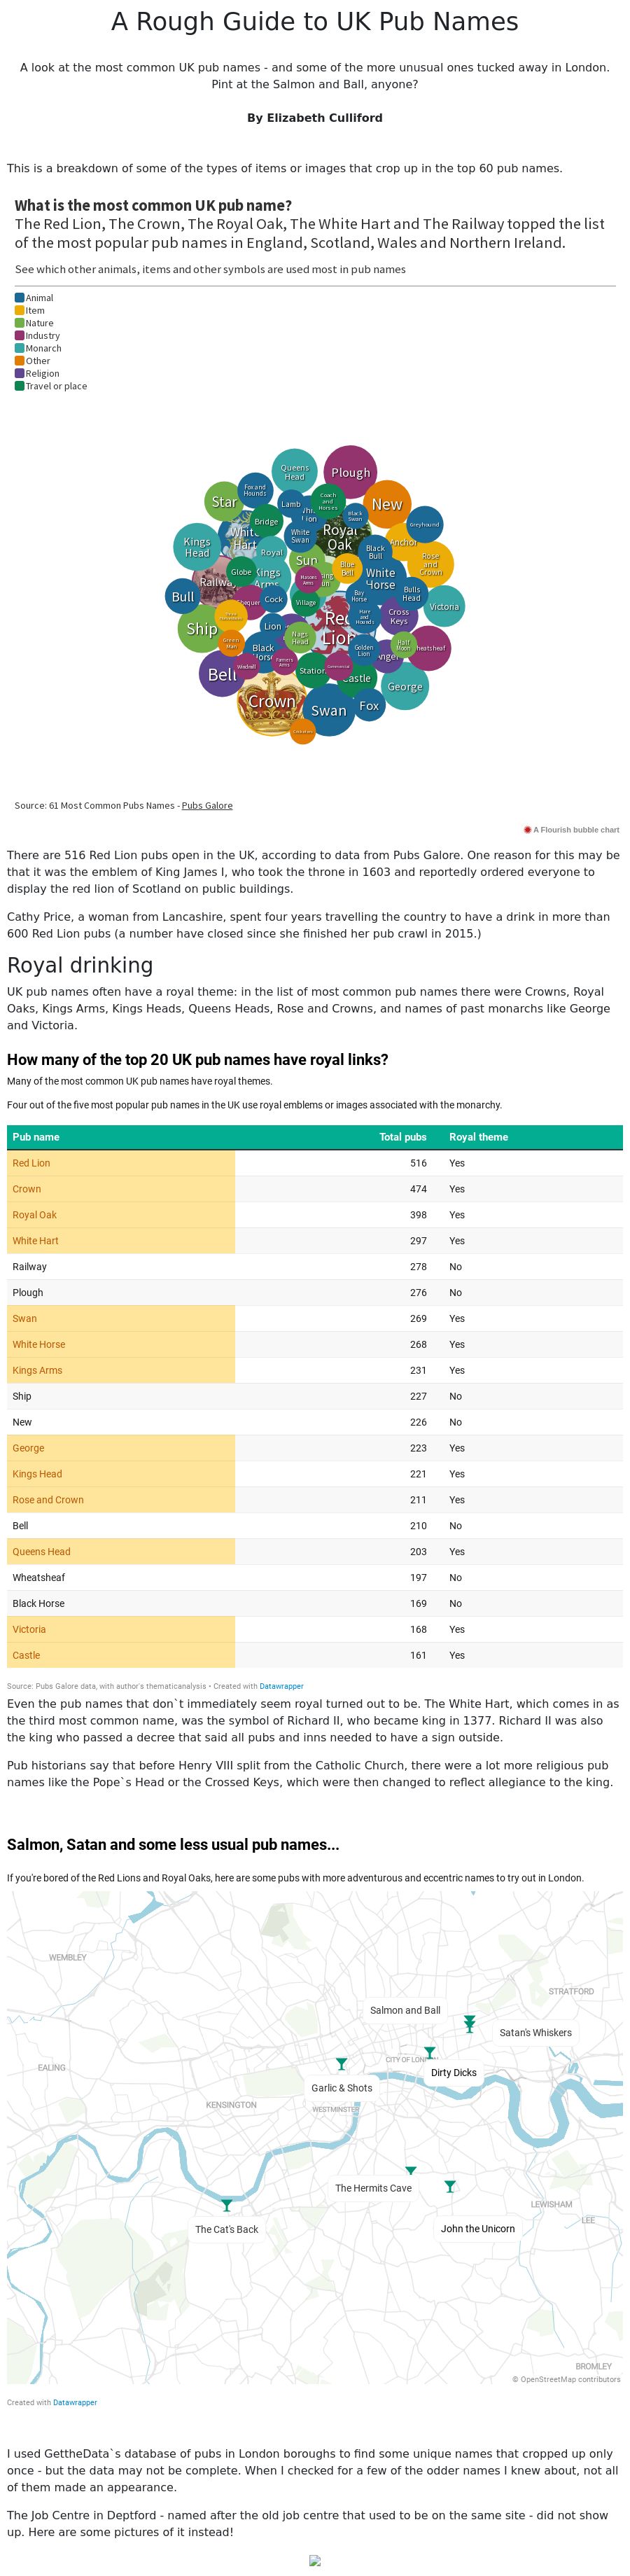 A Rough Guide to UK Pub Names
A look at the most common UK pub names - and some of the more unusual ones tucked away in London.
Pint at the Salmon and Ball, anyone?
By Elizabeth Culliford
This is a breakdown of some of the types of items or images that crop up in the top 60 pub names.
What is the most common UK pub name?
The Red Lion, The Crown, The Royal Oak, The White Hart and The Railway topped the list
of the most popular pub names in England, Scotland, Wales and Northern Ireland.
See which other animals, items and other symbols are used most in pub names
Animal
Item
Nature
Industry
Monarch
Other
Religion
Travel or place
Queens
Head
Plough
Fox and
Hounds
Star
Lamb
Coach
and
Horses
New
Black
Swan
Greyhound
Bridge
White
Hart
White
Swan
Royal
Oak
Anchor
Kings
Head
Royal
Sun
Black
Bull
Rose
and
Crown
Globe
Kings
Arms
Masons
Arms
Blue
Bell
White
Horse
Railway
Bull
Cock
Village
Bay
Horse
Bulls
Head
Victoria
Ship
Lion
Red
Lion
Hare
and
Hounds
Cross
Keys
Green
Man
Nags
Head
Half
Moon
Wheatsheaf
Black
Horse
Golden
Lion
Angel
Windmill
Farmers
Arms
Commercial
Bell
Station
Castle
George
Crown
Swan
Fox
Cricketers
Source: 61 Most Common Pubs Names - Pubs Galore
A Flourish bubble chart
There are 516 Red Lion pubs open in the UK, according to data from Pubs Galore. One reason for this may be
that it was the emblem of King James I, who took the throne in 1603 and reportedly ordered everyone to
display the red lion of Scotland on public buildings.
Cathy Price, a woman from Lancashire, spent four years travelling the country to have a drink in more than
600 Red Lion pubs (a number have closed since she finished her pub crawl in 2015.)
Royal drinking
UK pub names often have a royal theme: in the list of most common pub names there were Crowns, Royal
Oaks, Kings Arms, Kings Heads, Queens Heads, Rose and Crowns, and names of past monarchs like George
and Victoria.
How many of the top 20 UK pub names have royal links?
Many of the most common UK pub names have royal themes.
Four out of the five most popular pub names in the UK use royal emblems or images associated with the monarchy.
Pub name Total pubs Royal theme
Red Lion 516 Yes
Crown 474 Yes
Royal Oak 398 Yes
White Hart 297 Yes
Railway 278 No
Plough 276 No
Swan 269 Yes
White Horse 268 Yes
Kings Arms 231 Yes
Ship 227 No
New 226 No
George 223 Yes
Kings Head 221 Yes
Rose and Crown 211 Yes
Bell 210 No
Queens Head 203 Yes
Wheatsheaf 197 No
Black Horse 169 No
Victoria 168 Yes
Castle 161 Yes
Source: Pubs Galore data, with author's thematicanalysis • Created with Datawrapper
Even the pub names that don`t immediately seem royal turned out to be. The White Hart, which comes in as
the third most common name, was the symbol of Richard II, who became king in 1377. Richard II was also
the king who passed a decree that said all pubs and inns needed to have a sign outside.
Pub historians say that before Henry VIII split from the Catholic Church, there were a lot more religious pub
names like the Pope`s Head or the Crossed Keys, which were then changed to reflect allegiance to the king.
Salmon, Satan and some less usual pub names...
If you're bored of the Red Lions and Royal Oaks, here are some pubs with more adventurous and eccentric names to try out in London.
WEMBLEY
STRATFORD
Salmon and Ball
Satan's Whiskers
CITY OF LONDON
EALING
Dirty Dicks
Garlic & Shots
KENSINGTON
WESTMINSTER
The Hermits Cave
LEWISHAM
LEE
The Cat's Back
John the Unicorn
BROMLEY
© OpenStreetMap contributors
Created with Datawrapper
I used GettheData`s database of pubs in London boroughs to find some unique names that cropped up only
once - but the data may not be complete. When I checked for a few of the odder names I knew about, not all
of them made an appearance.
The Job Centre in Deptford - named after the old job centre that used to be on the same site - did not show
up. Here are some pictures of it instead!